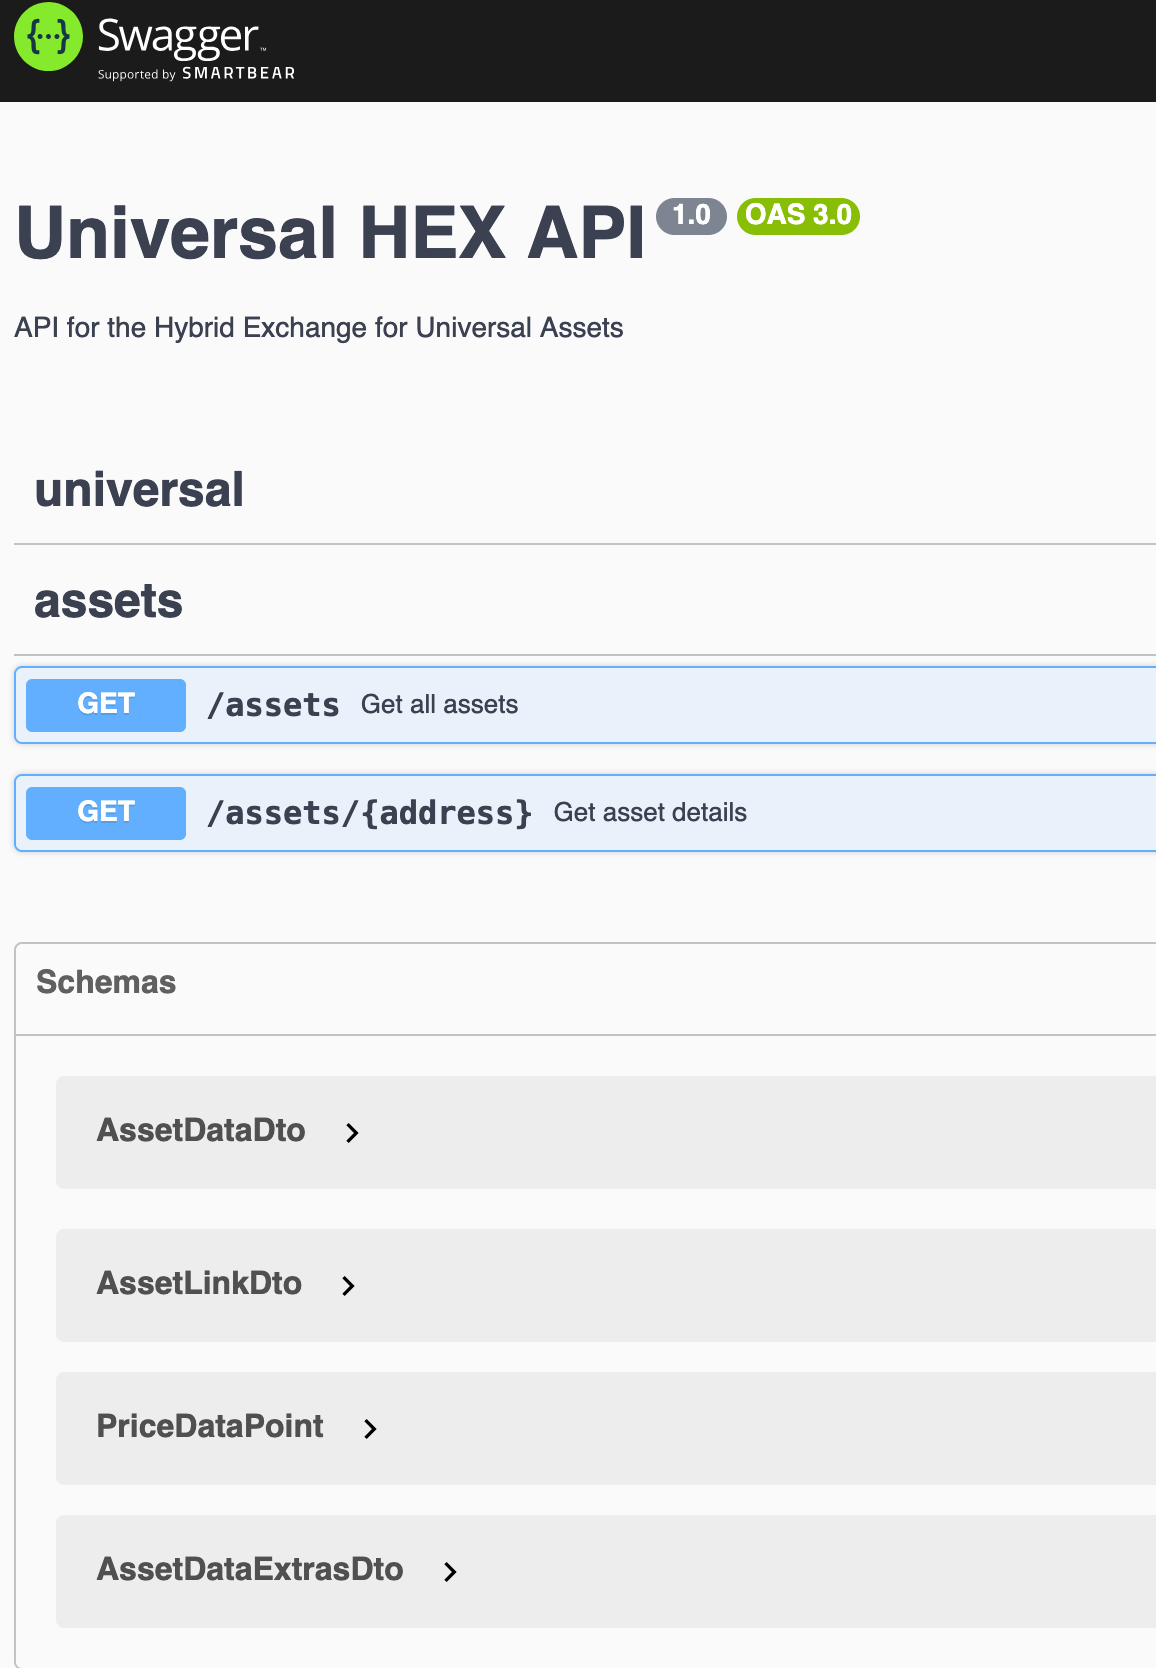 {···} Swagger™
Supported by SMARTBEAR
Universal HEX API 1.0 OAS 3.0
API for the Hybrid Exchange for Universal Assets
universal
assets
GET /assets Get all assets
GET /assets/{address} Get asset details
Schemas
AssetDataDto
AssetLinkDto
PriceDataPoint
AssetDataExtrasDto